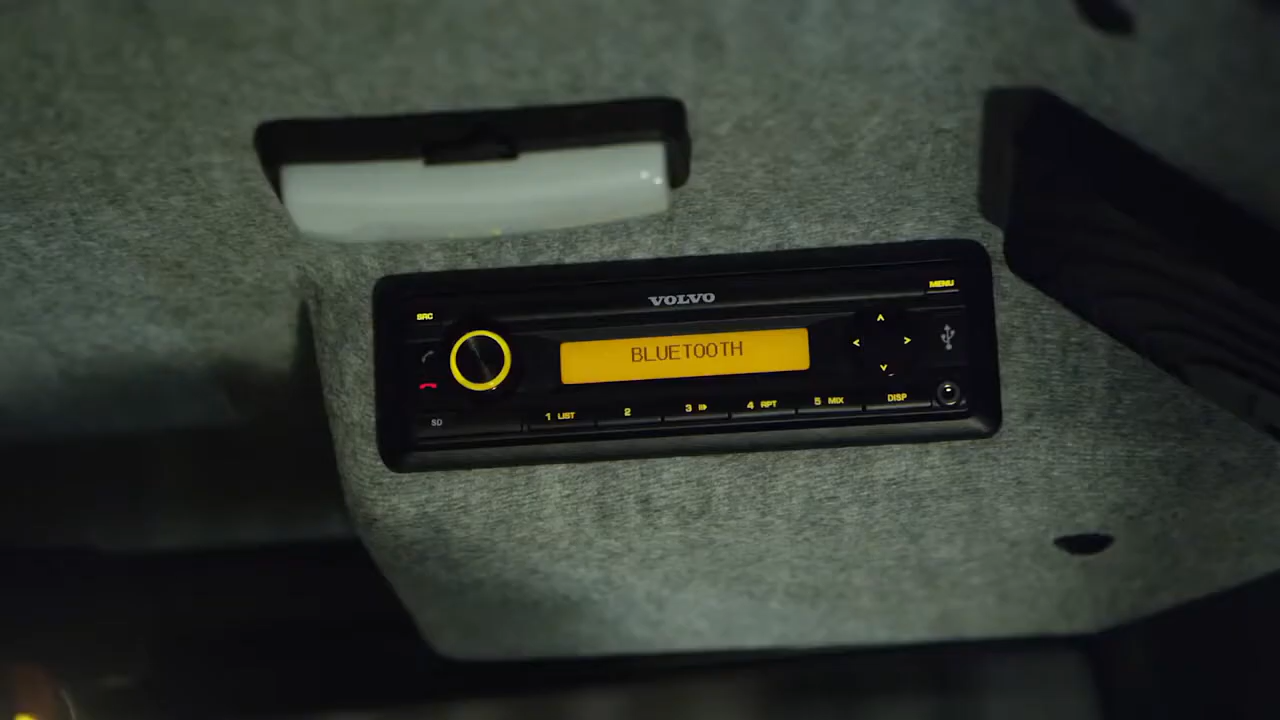 VOLVO
MENU
SRC
BLUETOOTH
SD
1 LIST
2
3
4 RPT
5 MIX
DISP